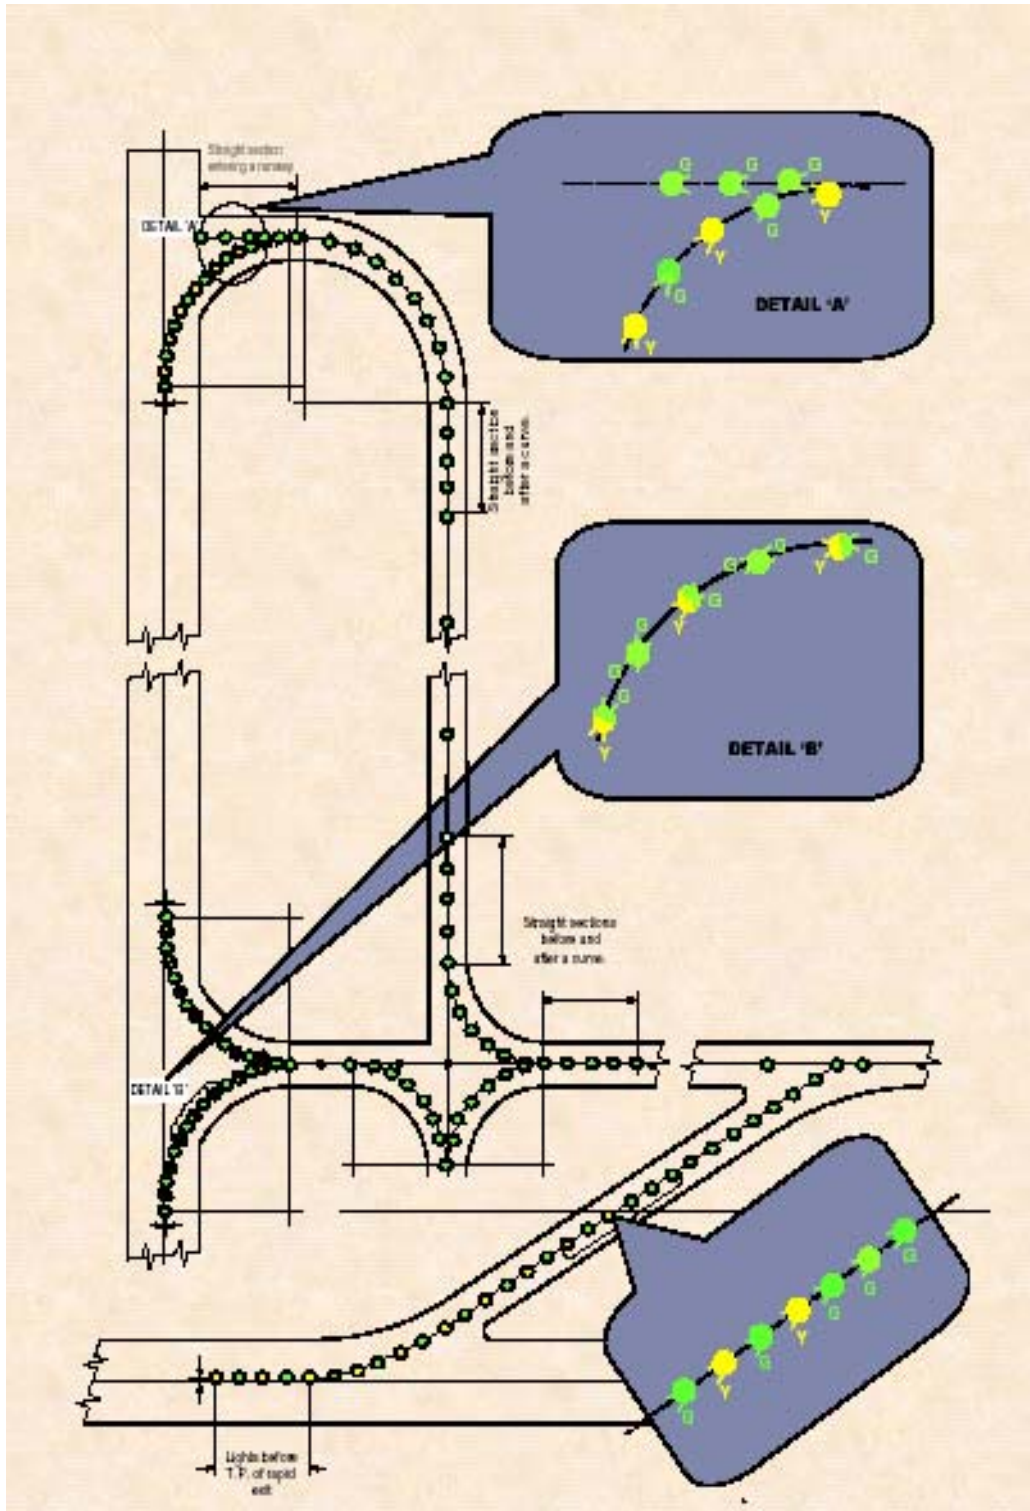 Straight section
entering a runway
G
G
G
Y
G
DETAIL 'A'
Y
G
DETAIL 'A'
Y
Straight section
before and
after a curve.
G
G
Y
G
G
G
Y
G
G
Y
DETAIL 'B'
Straight sections
before and
after a curve.
DETAIL 'B'
G
G
G
Y
G
Y
G
Lights before
T.P. of rapid
exit